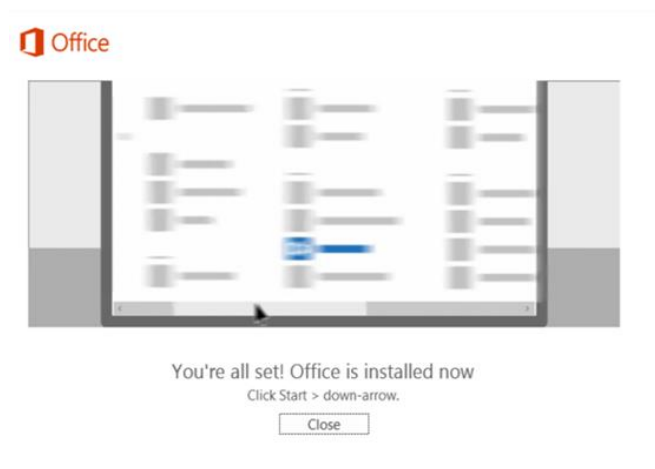 Office
You're all set! Office is installed now
Click Start > down-arrow.
Close